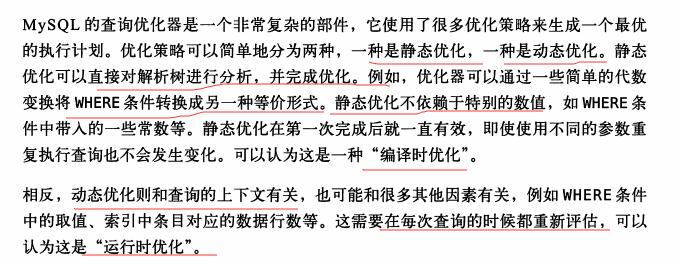 MySQL 的查询优化器是一个非常复杂的部件，它使用了很多优化策略来生成一个最优
的执行计划。优化策略可以简单地分为两种，一种是静态优化，一种是动态优化。静态
优化可以直接对解析树进行分析，并完成优化。例如，优化器可以通过一些简单的代数
变换将 WHERE 条件转换成另一种等价形式。静态优化不依赖于特别的数值，如 WHERE 条
件中带入的一些常数等。静态优化在第一次完成后就一直有效，即使使用不同的参数重
复执行查询也不会发生变化。可以认为这是一种“编译时优化”。
相反，动态优化则和查询的上下文有关，也可能和很多其他因素有关，例如 WHERE 条件
中的取值、索引中条目对应的数据行数等。这需要在每次查询的时候都重新评估，可以
认为这是“运行时优化”。